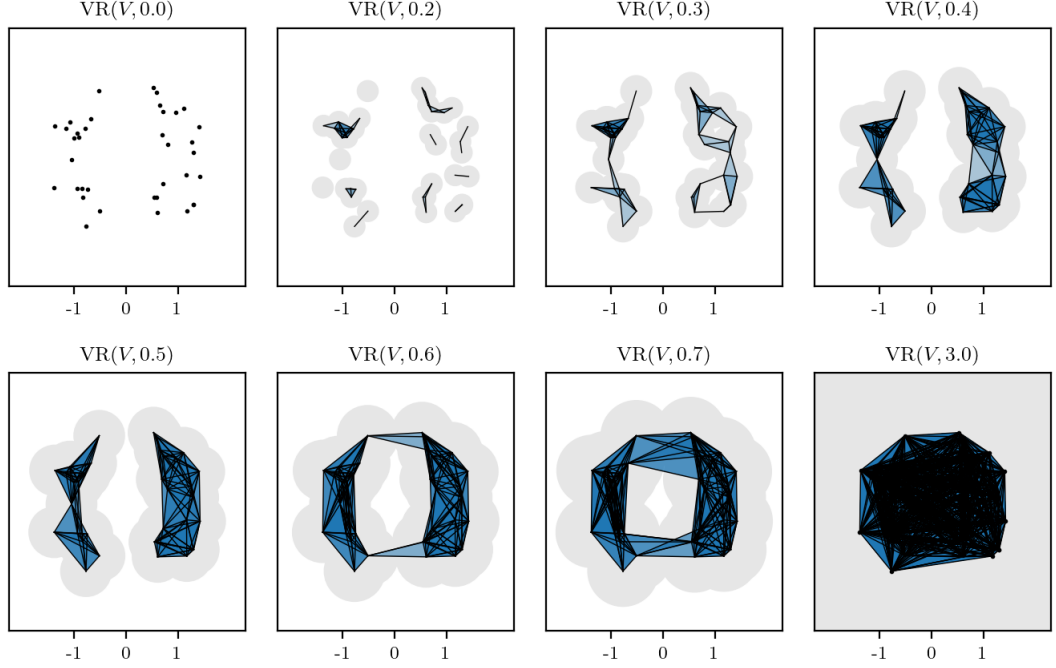 VR(V, 0.0) VR(V, 0.2) VR(V, 0.3) VR(V, 0.4)
-1 0 1 -1 0 1 -1 0 1 -1 0 1
VR(V, 0.5) VR(V, 0.6) VR(V, 0.7) VR(V, 3.0)
-1 0 1 -1 0 1 -1 0 1 -1 0 1